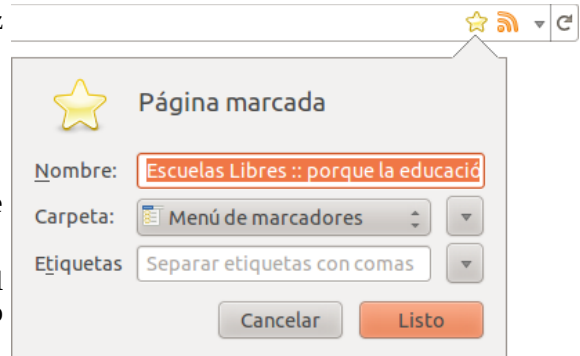 z
Página marcada
Nombre: Escuelas Libres :: porque la educació
e
Carpeta: Menú de marcadores
Etiquetas Separar etiquetas con comas
l
o
Cancelar Listo